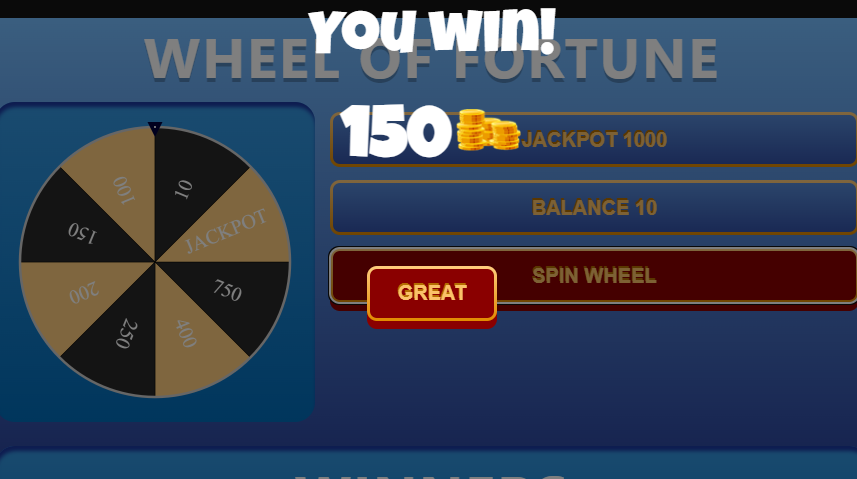 YOU WIN!
WHEEL OF FORTUNE
150
JACKPOT 1000
BALANCE 10
SPIN WHEEL
GREAT
100
10
JACKPOT
150
750
200
250
400
WINNERS